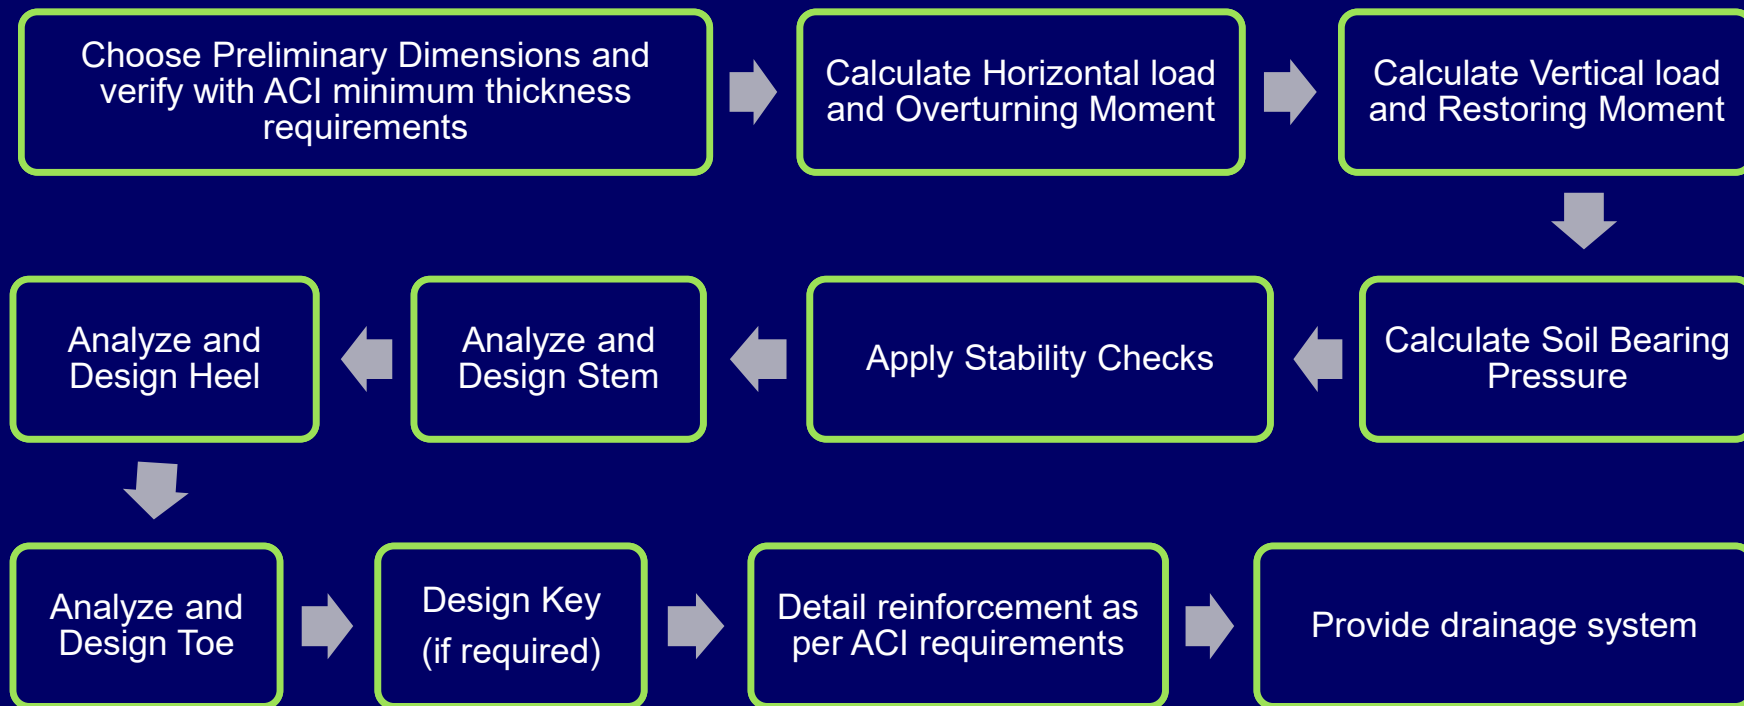 Choose Preliminary Dimensions and
verify with ACI minimum thickness
requirements
Calculate Horizontal load
and Overturning Moment
Calculate Vertical load
and Restoring Moment
Calculate Soil Bearing
Pressure
Apply Stability Checks
Analyze and
Design Stem
Analyze and
Design Heel
Analyze and
Design Toe
Design Key
(if required)
Detail reinforcement as
per ACI requirements
Provide drainage system